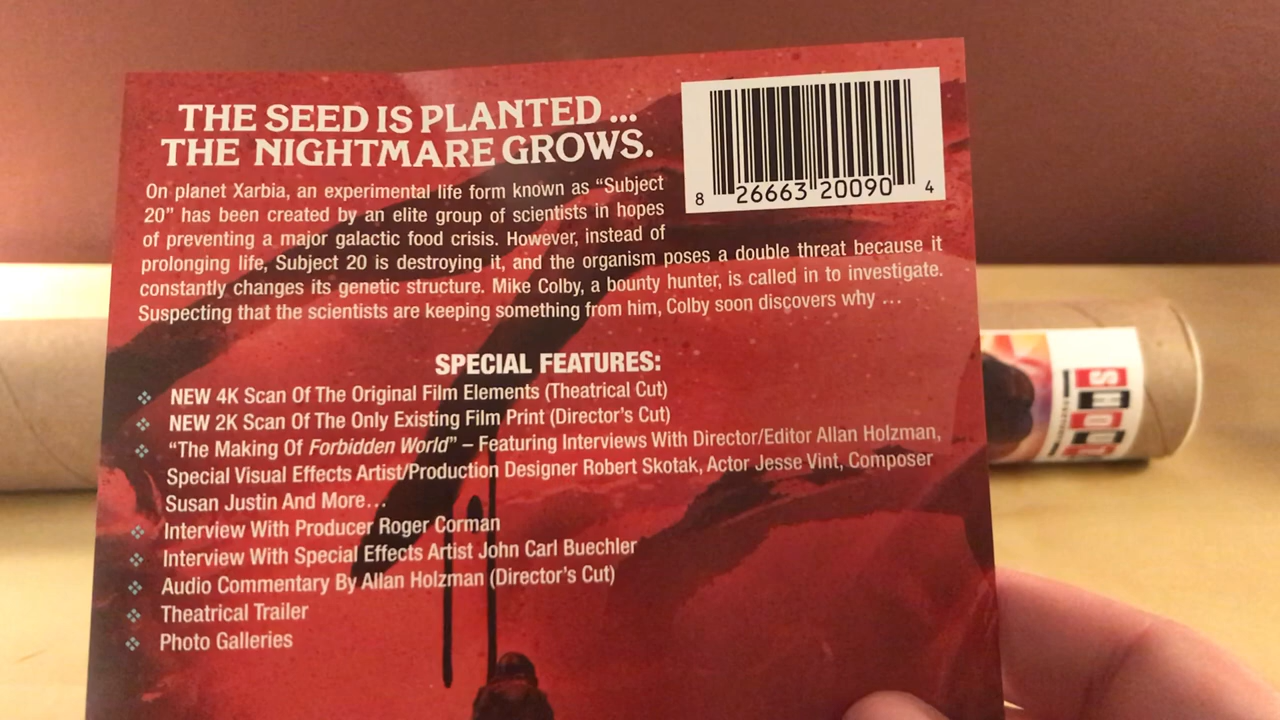 THE SEED IS PLANTED ...
THE NIGHTMARE GROWS.
8 26663 20090 4
On planet Xarbia, an experimental life form known as “Subject
20” has been created by an elite group of scientists in hopes
of preventing a major galactic food crisis. However, instead of
prolonging life, Subject 20 is destroying it, and the organism poses a double threat because it
constantly changes its genetic structure. Mike Colby, a bounty hunter, is called in to investigate.
Suspecting that the scientists are keeping something from him, Colby soon discovers why ...
SPECIAL FEATURES:
NEW 4K Scan Of The Original Film Elements (Theatrical Cut)
NEW 2K Scan Of The Only Existing Film Print (Director’s Cut)
“The Making Of Forbidden World” – Featuring Interviews With Director/Editor Allan Holzman,
Special Visual Effects Artist/Production Designer Robert Skotak, Actor Jesse Vint, Composer
Susan Justin And More...
Interview With Producer Roger Corman
Interview With Special Effects Artist John Carl Buechler
Audio Commentary By Allan Holzman (Director’s Cut)
Theatrical Trailer
Photo Galleries